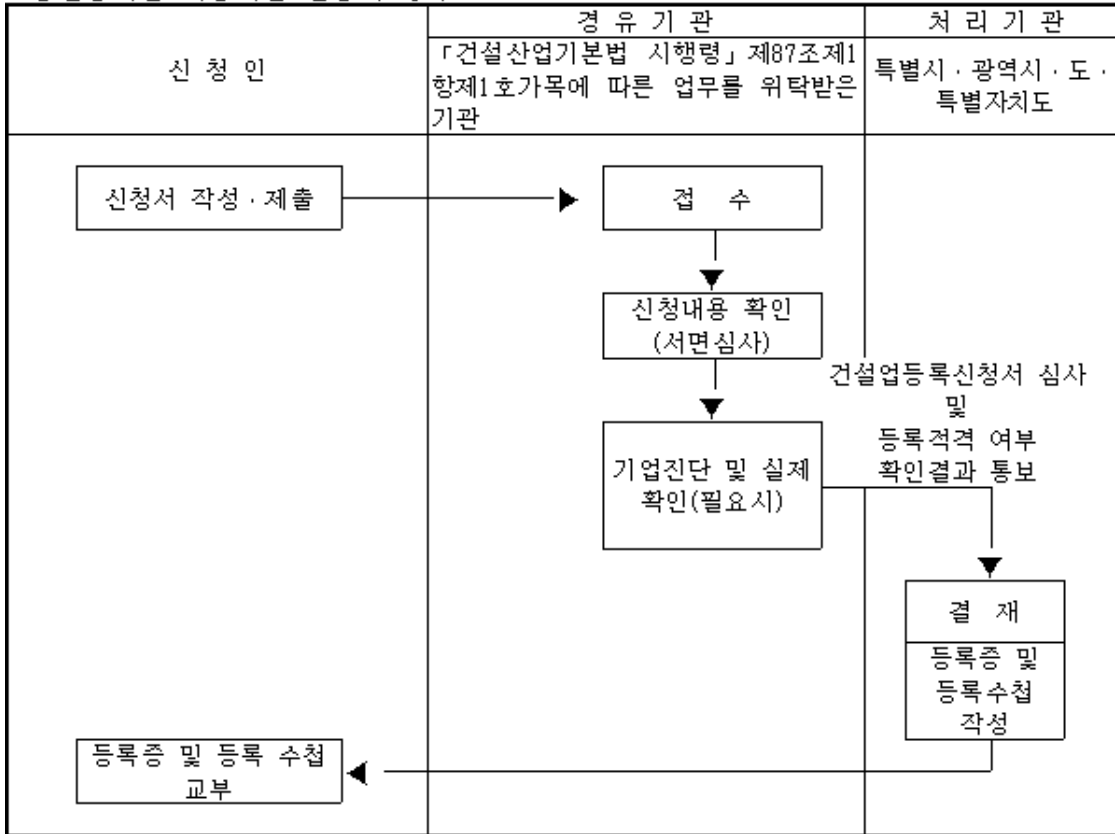 경 유 기 관
처 리 기 관
신 청 인
「건설산업기본법 시행령」제87조제1
항제1호가목에 따른 업무를 위탁받은
기관
특별시·광역시·도·
특별자치도
신청서 작성·제출
접 수
신청내용 확인
(서면심사)
건설업등록신청서 심사
및
등록적격 여부
확인결과 통보
기업진단 및 실제
확인(필요시)
결 재
등록증 및
등록수첩
작성
등록증 및 등록 수첩
교부